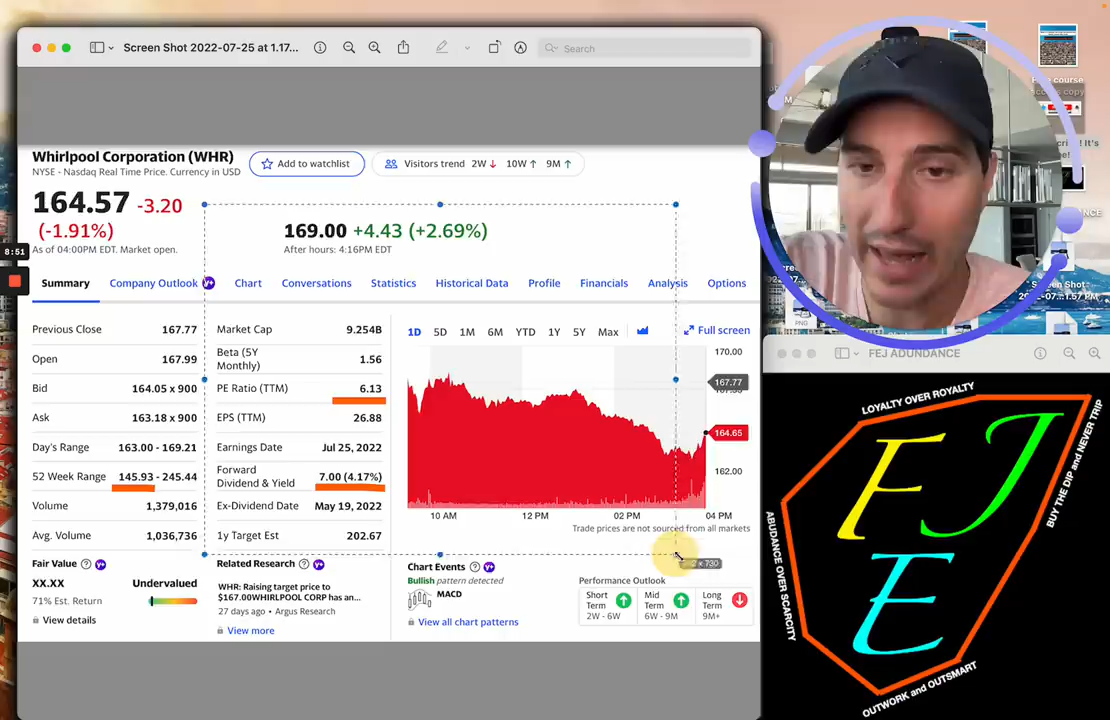 Screen Shot 2022-07-25 at 1.17...
Search
Whirlpool Corporation (WHR)
NYSE - Nasdaq Real Time Price. Currency in USD
Add to watchlist
Visitors trend 2W↓ 10W↑ 9M↑
164.57 -3.20
(-1.91%)
As of 04:00PM EDT. Market open.
169.00 +4.43 (+2.69%)
After hours: 4:16PM EDT
8:51
Summary Company Outlook Y+ Chart Conversations Statistics Historical Data Profile Financials Analysis Options
Previous Close 167.77
Open 167.99
Bid 164.05 x 900
Ask 163.18 x 900
Day's Range 163.00 - 169.21
52 Week Range 145.93 - 245.44
Volume 1,379,016
Avg. Volume 1,036,736
Market Cap 9.254B
Beta (5Y
Monthly) 1.56
PE Ratio (TTM) 6.13
EPS (TTM) 26.88
Earnings Date Jul 25, 2022
Forward
Dividend & Yield 7.00 (4.17%)
Ex-Dividend Date May 19, 2022
1y Target Est 202.67
1D 5D 1M 6M YTD 1Y 5Y Max
Full screen
170.00
167.77
164.65
162.00
10 AM 12 PM 02 PM 04 PM
Trade prices are not sourced from all markets
Fair Value
XX.XX Undervalued
71% Est. Return
View details
Related Research
WHR: Raising target price to
$167.00WHIRLPOOL CORP has an...
27 days ago • Argus Research
View more
Chart Events
Bullish pattern detected
MACD
View all chart patterns
Performance Outlook
Short
Term
2W - 6W
Mid
Term
6W - 9M
Long
Term
9M+
FEJ ADUNDANCE
LOYALTY OVER ROYALTY
BUY THE DIP and NEVER TRIP
ABUDANCE OVER SCARCITY
OUTWORK and OUTSMART
F J
E